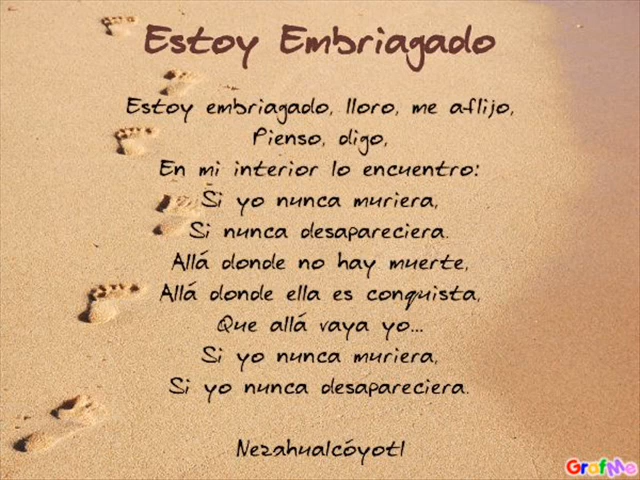 Estoy Embriagado
Estoy embriagado, lloro, me aflijo,
Pienso, digo,
En mi interior lo encuentro:
Si yo nunca muriera,
Si nunca desapareciera.
Allá donde no hay muerte,
Allá donde ella es conquista,
Que allá vaya yo...
Si yo nunca muriera,
Si yo nunca desapareciera.
Nezahualcóyotl
GrafMe